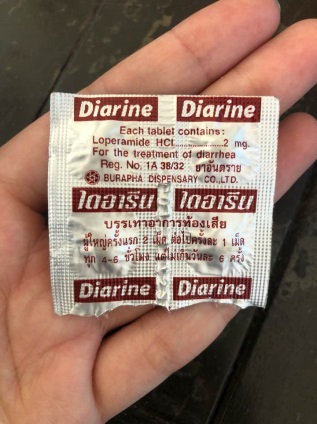 Diarine Diarine
Each tablet contains:
Loperamide HCl..................2 mg.
For the treatment of diarrhea
Reg. No. 1A 38/32 ยาอันตราย
BURAPHA DISPENSARY CO.,LTD.
ไดอารีน ไดอารีน
บรรเทาอาการท้องเสีย
ผู้ใหญ่ครั้งแรก 2 เม็ด ต่อไปครั้งละ 1 เม็ด
ทุก 4-6 ชั่วโมง แต่ไม่เกินวันละ 6 ครั้ง
Diarine Diarine